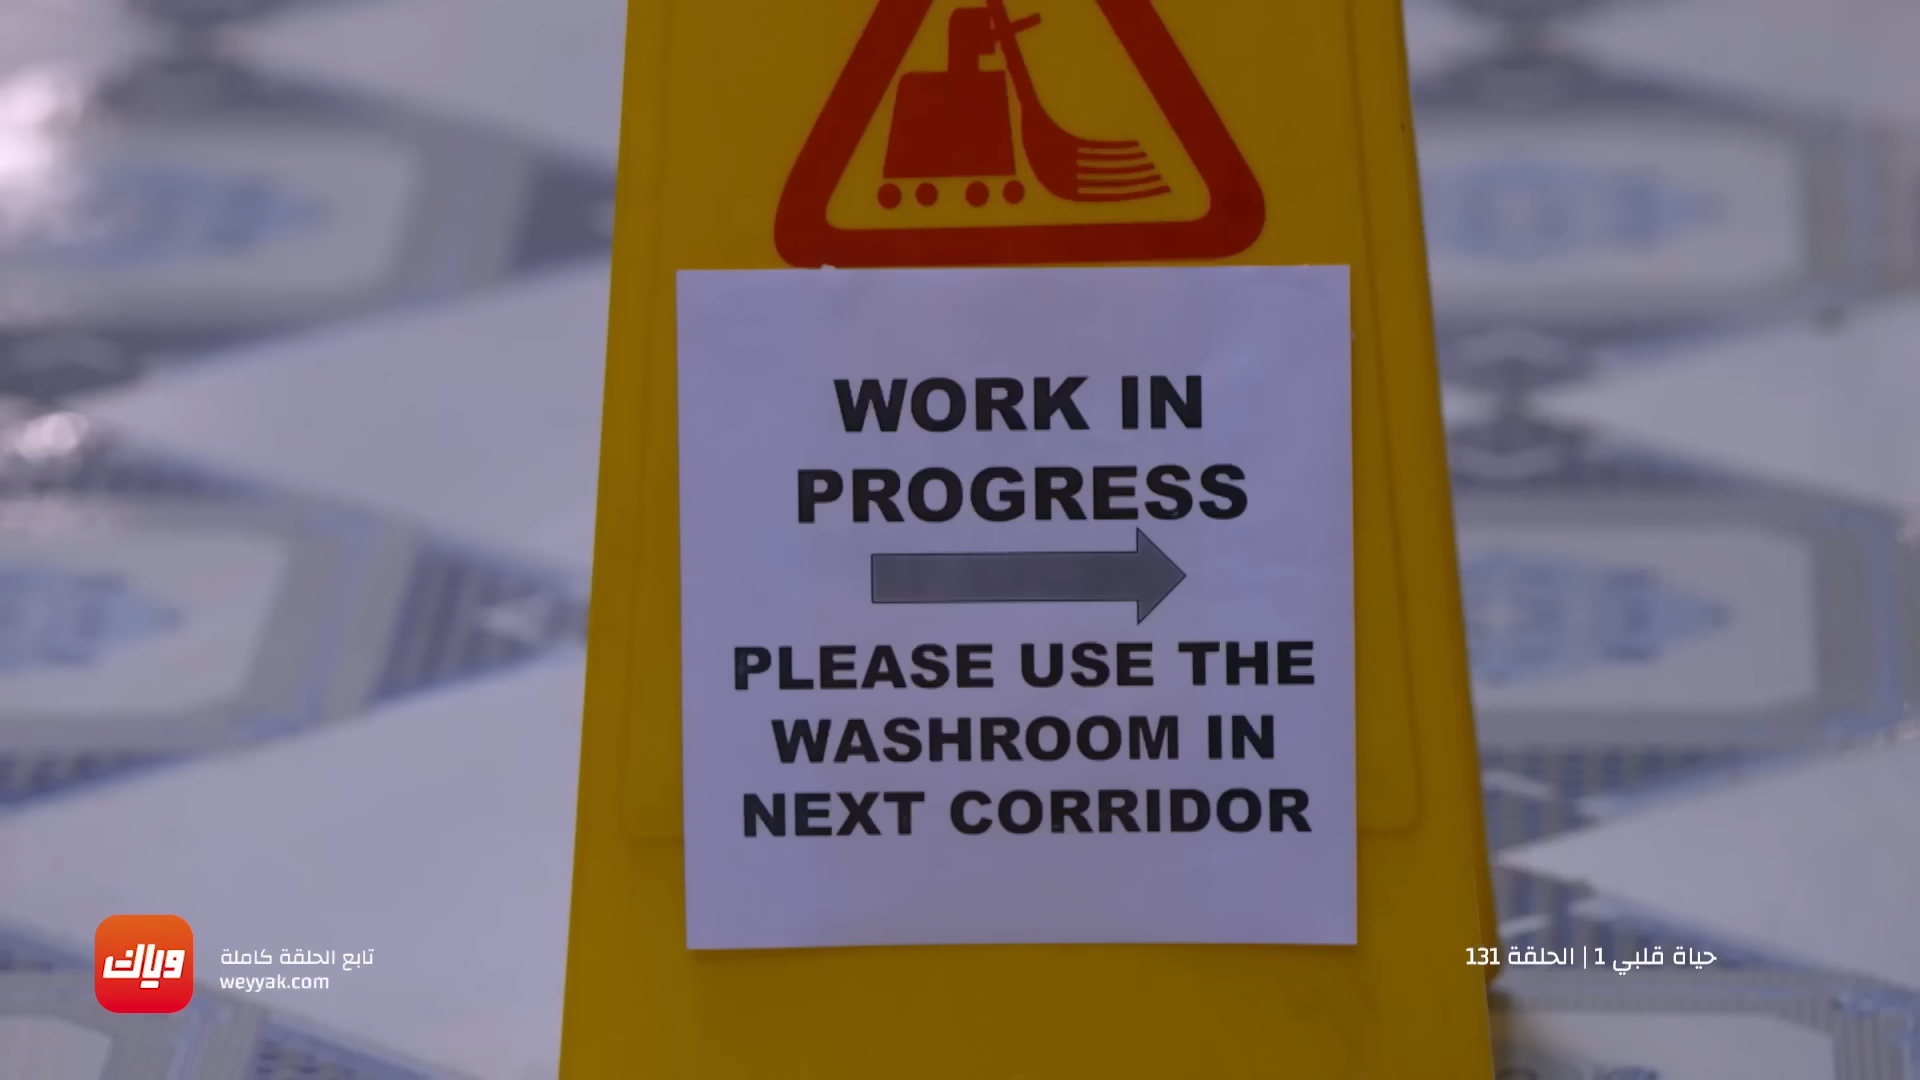 WORK IN
PROGRESS
PLEASE USE THE
WASHROOM IN
NEXT CORRIDOR
وياك
تابع الحلقة كاملة
weyyak.com
حياة قلبي 1 | الحلقة 131